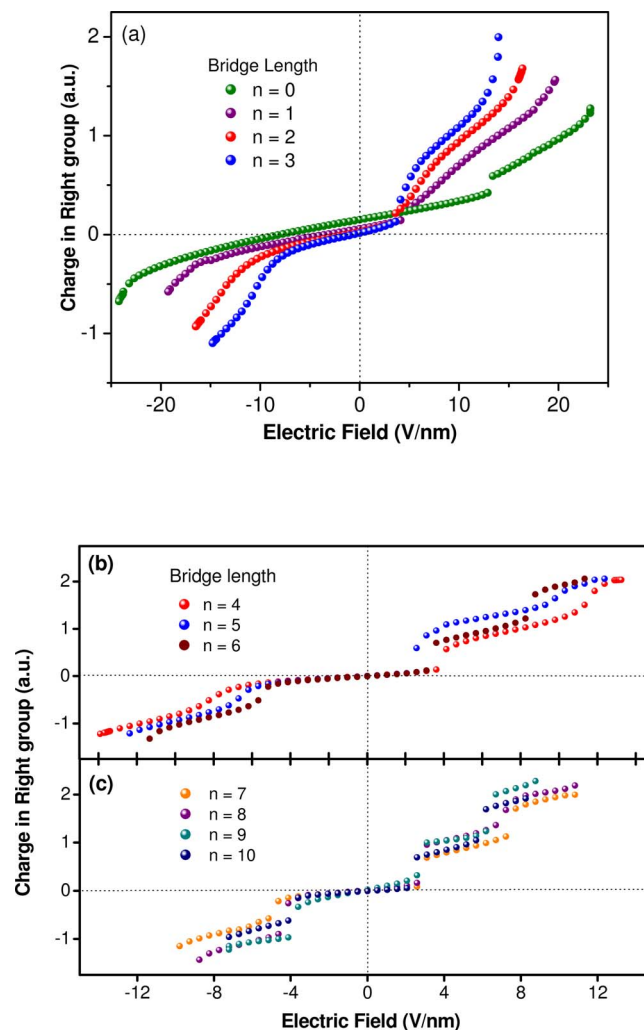 (a)
Bridge Length
n = 0
n = 1
n = 2
n = 3
2
1
0
-1
Charge in Right group (a.u.)
-20 -10 0 10 20
Electric Field (V/nm)
(b)
Bridge length
n = 4
n = 5
n = 6
2
1
0
-1
(c)
n = 7
n = 8
n = 9
n = 10
2
1
0
-1
Charge in Right group (a.u.)
-12 -8 -4 0 4 8 12
Electric Field (V/nm)